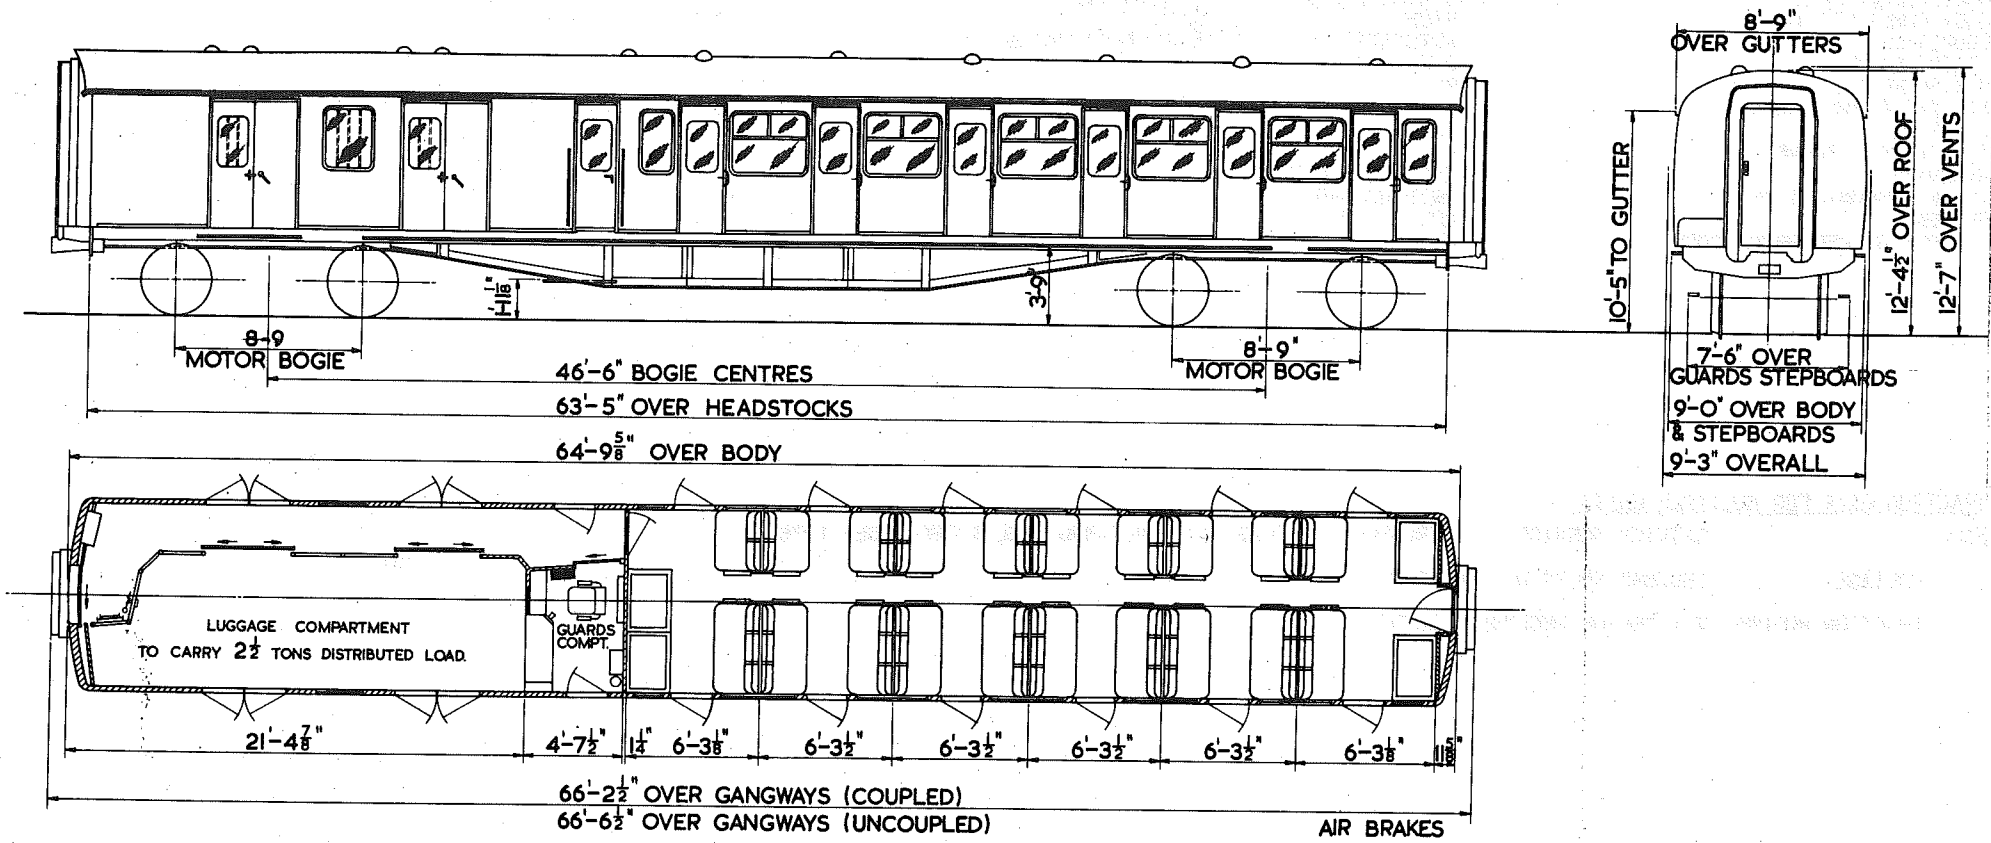 8'-9"
OVER GUTTERS
10'-5" TO GUTTER
12'-4½" OVER ROOF
12'-7" OVER VENTS
3'-9"
8-9
MOTOR BOGIE
8'-9"
MOTOR BOGIE
46'-6" BOGIE CENTRES
63'-5" OVER HEADSTOCKS
64'-9⅝" OVER BODY
7'-6" OVER
GUARDS STEPBOARDS
9'-0" OVER BODY
& STEPBOARDS
9'-3" OVERALL
LUGGAGE COMPARTMENT
TO CARRY 2½ TONS DISTRIBUTED LOAD.
GUARDS
COMPT.
21'-4⅞"
4'-7½"
1¼"
6'-3⅛"
6'-3½"
6'-3½"
6'-3½"
6'-3½"
6'-3⅛"
11⅝"
66'-2½" OVER GANGWAYS (COUPLED)
66'-6½" OVER GANGWAYS (UNCOUPLED)
AIR BRAKES